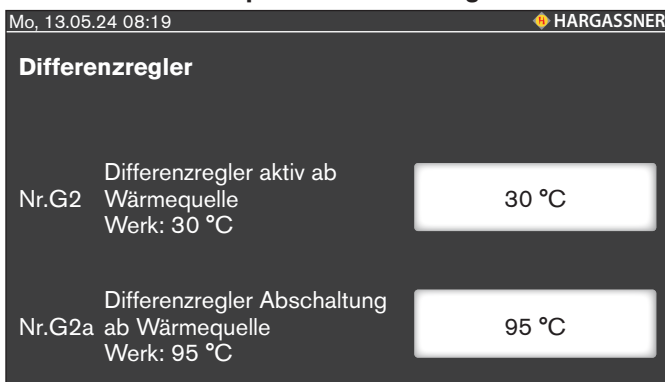 Mo, 13.05.24 08:19
HARGASSNER
Differenzregler
Nr.G2
Differenzregler aktiv ab
Wärmequelle
Werk: 30 °C
30 °C
Nr.G2a
Differenzregler Abschaltung
ab Wärmequelle
Werk: 95 °C
95 °C